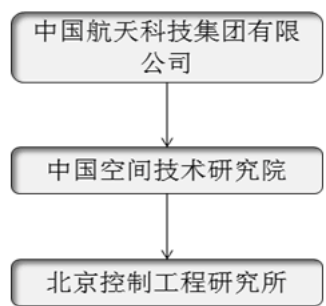 中国航天科技集团有限
公司
中国空间技术研究院
北京控制工程研究所